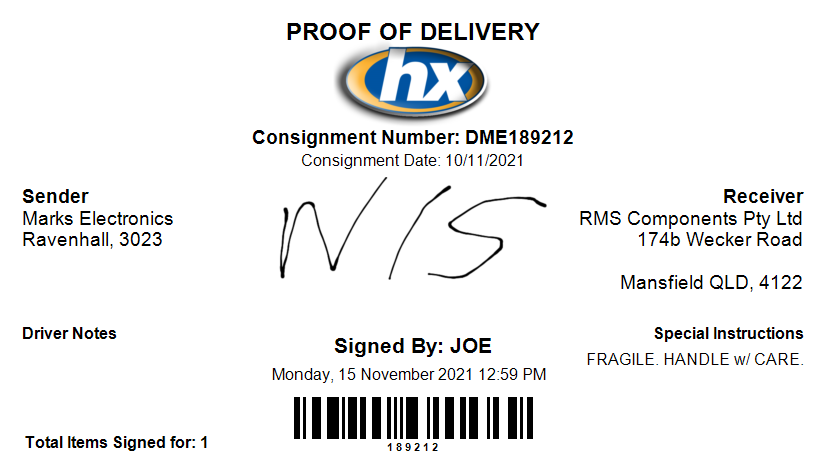 PROOF OF DELIVERY
hx
Consignment Number: DME189212
Consignment Date: 10/11/2021
Sender
Marks Electronics
Ravenhall, 3023
N/S
Receiver
RMS Components Pty Ltd
174b Wecker Road
Mansfield QLD, 4122
Driver Notes
Signed By: JOE
Monday, 15 November 2021 12:59 PM
Special Instructions
FRAGILE. HANDLE w/ CARE.
189212
Total Items Signed for: 1